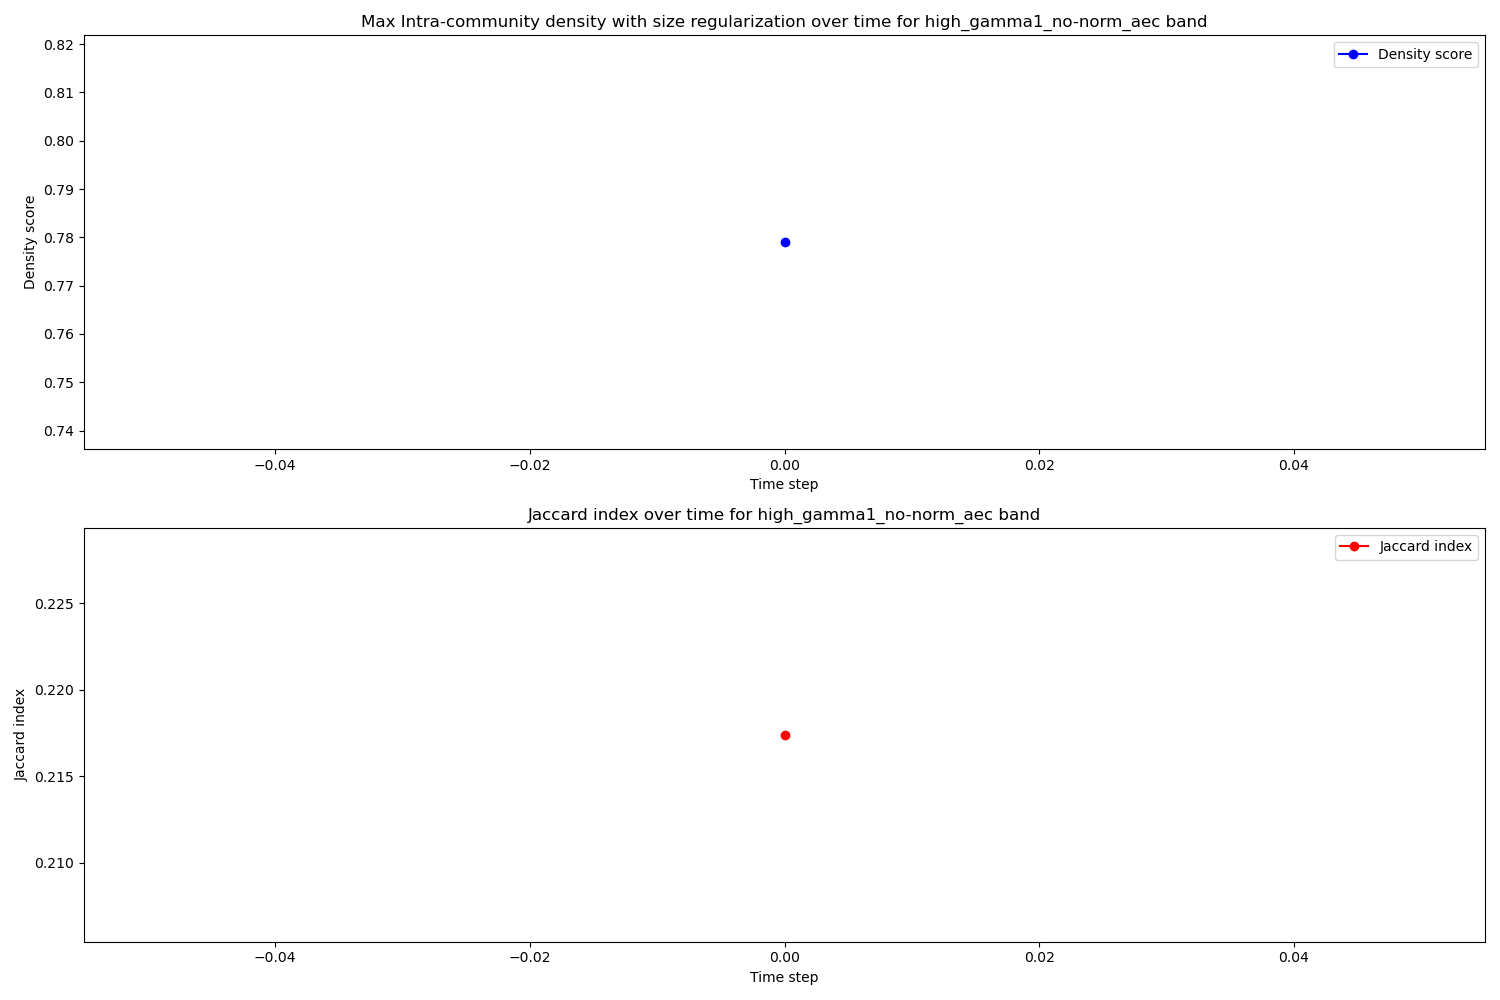 Max Intra-community density with size regularization over time for high_gamma1_no-norm_aec band
Density score
0.82
0.81
0.80
0.79
0.78
0.77
0.76
0.75
0.74
Density score
−0.04 −0.02 0.00 0.02 0.04
Time step
Jaccard index over time for high_gamma1_no-norm_aec band
Jaccard index
0.225
0.220
0.215
0.210
Jaccard index
−0.04 −0.02 0.00 0.02 0.04
Time step